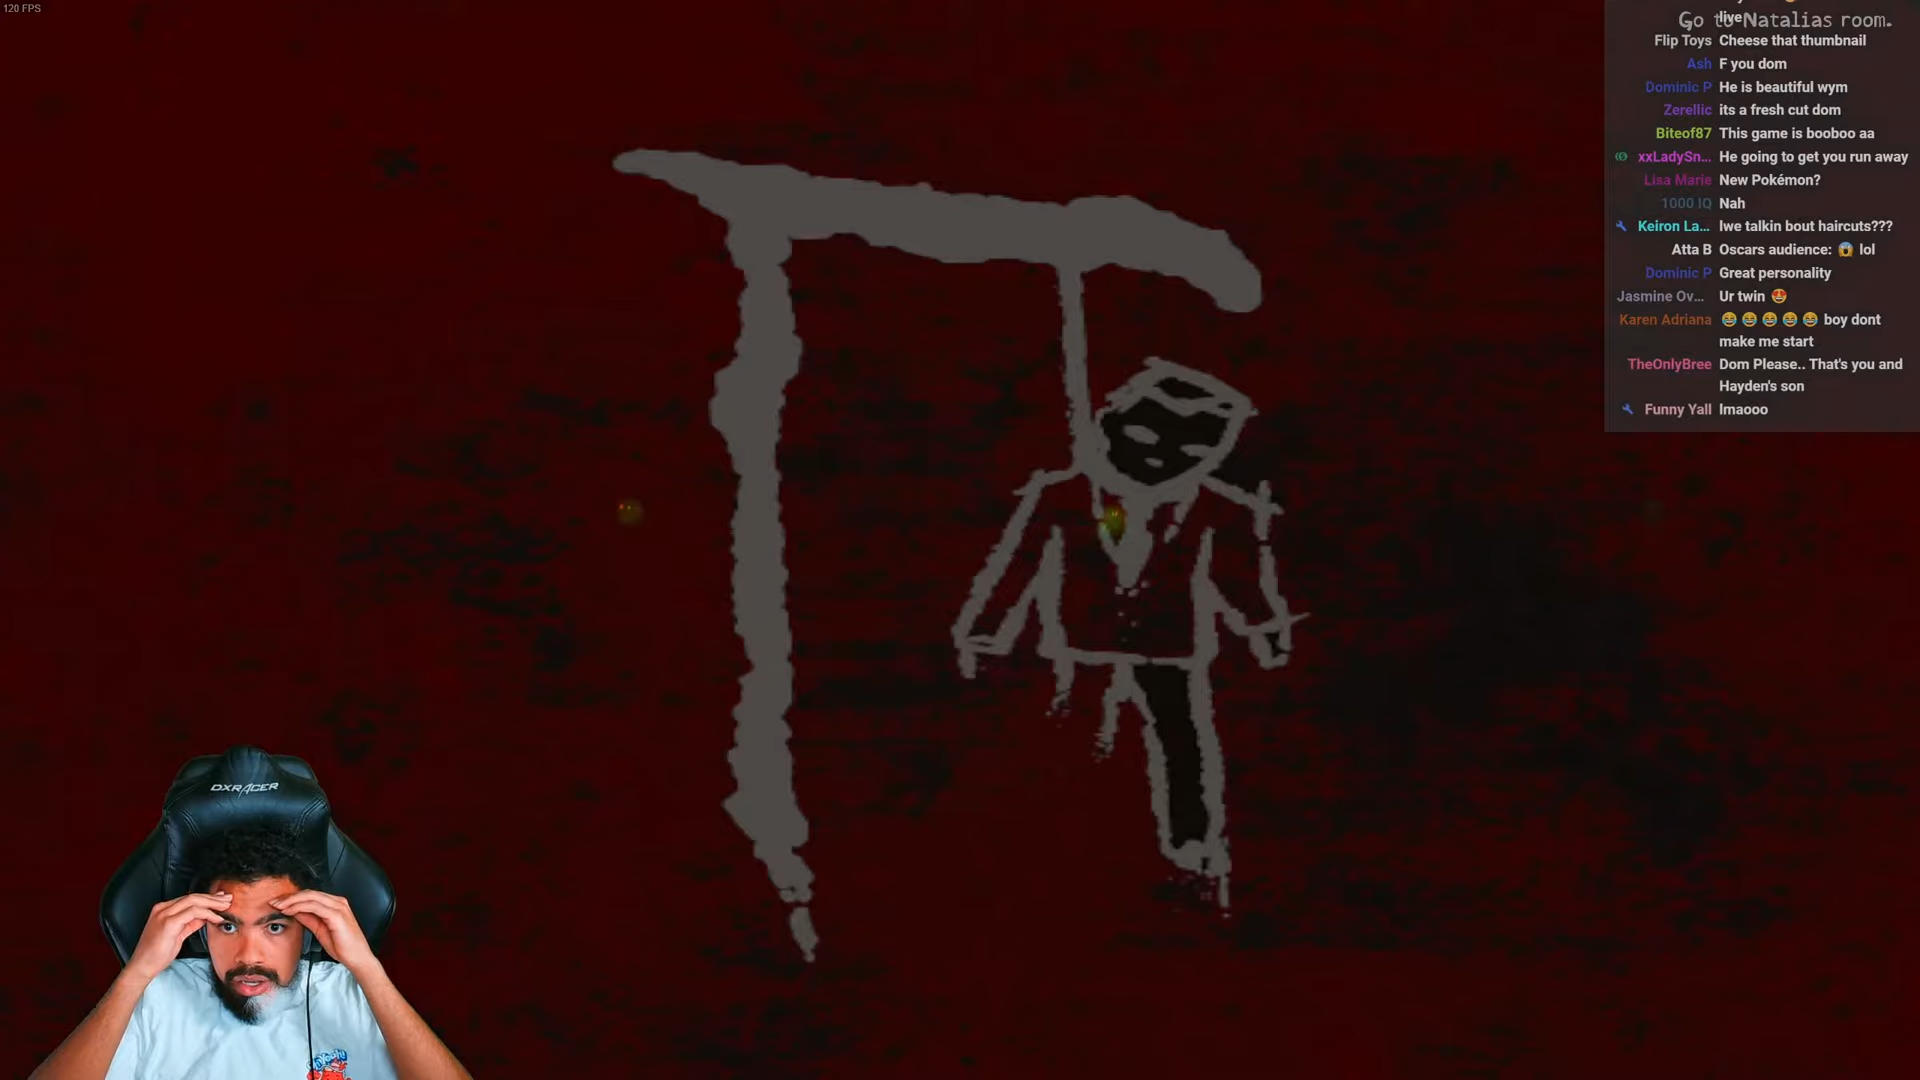 120 FPS
live
Go to Natalias room.
Flip Toys Cheese that thumbnail
Ash F you dom
Dominic P He is beautiful wym
Zerellic its a fresh cut dom
Biteof87 This game is booboo aa
xxLadySn... He going to get you run away
Lisa Marie New Pokémon?
1000 IQ Nah
Keiron La... Iwe talkin bout haircuts???
Atta B Oscars audience: 😱 lol
Dominic P Great personality
Jasmine Ov... Ur twin 😍
Karen Adriana 😂 😂 😂 😂 😂 boy dont
make me start
TheOnlyBree Dom Please.. That's you and
Hayden's son
Funny Yall lmaooo
DXRACER